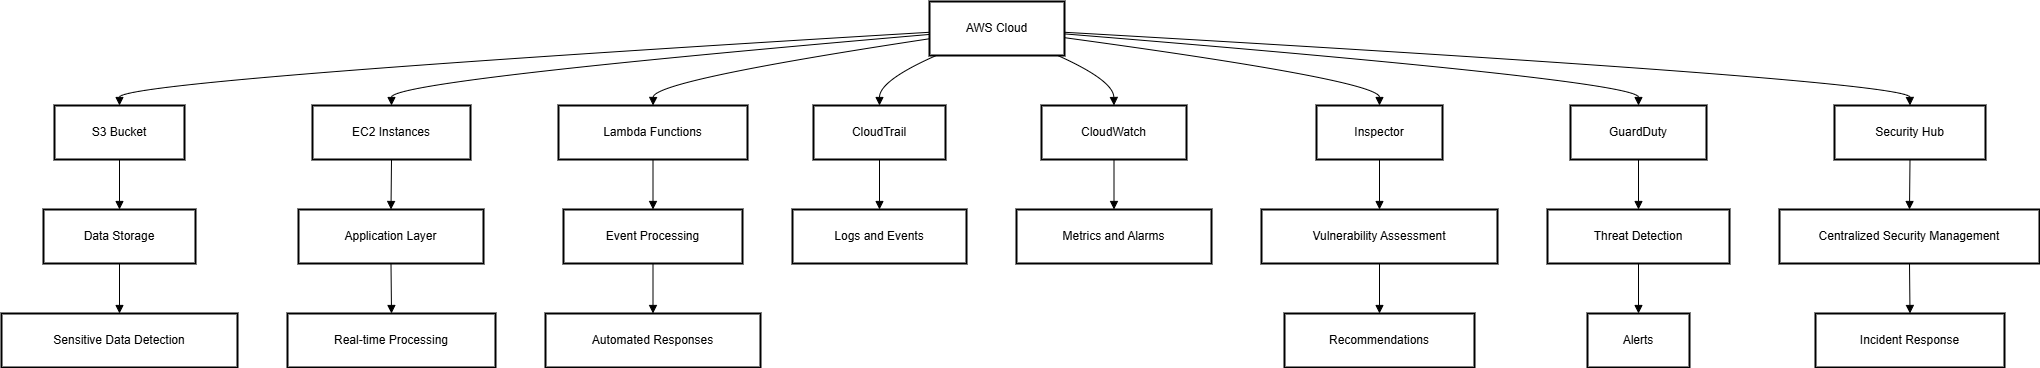 AWS Cloud
S3 Bucket
EC2 Instances
Lambda Functions
CloudTrail
CloudWatch
Inspector
GuardDuty
Security Hub
Data Storage
Application Layer
Event Processing
Logs and Events
Metrics and Alarms
Vulnerability Assessment
Threat Detection
Centralized Security Management
Sensitive Data Detection
Real-time Processing
Automated Responses
Recommendations
Alerts
Incident Response